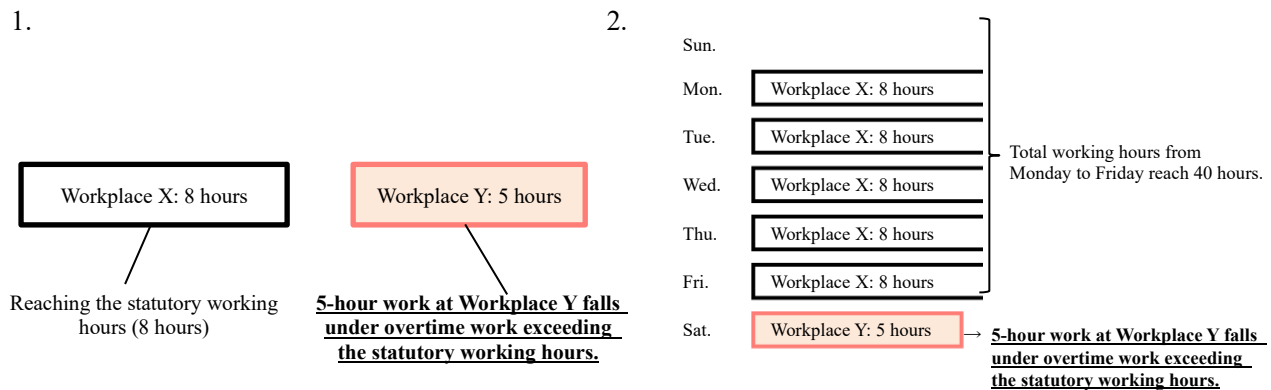 1.
Workplace X: 8 hours
Workplace Y: 5 hours
Reaching the statutory working
hours (8 hours)
5-hour work at Workplace Y falls
under overtime work exceeding
the statutory working hours.
2.
Sun.
Mon.
Workplace X: 8 hours
Tue.
Workplace X: 8 hours
Wed.
Workplace X: 8 hours
Thu.
Workplace X: 8 hours
Fri.
Workplace X: 8 hours
Total working hours from
Monday to Friday reach 40 hours.
Sat.
Workplace Y: 5 hours
→ 5-hour work at Workplace Y falls
under overtime work exceeding
the statutory working hours.